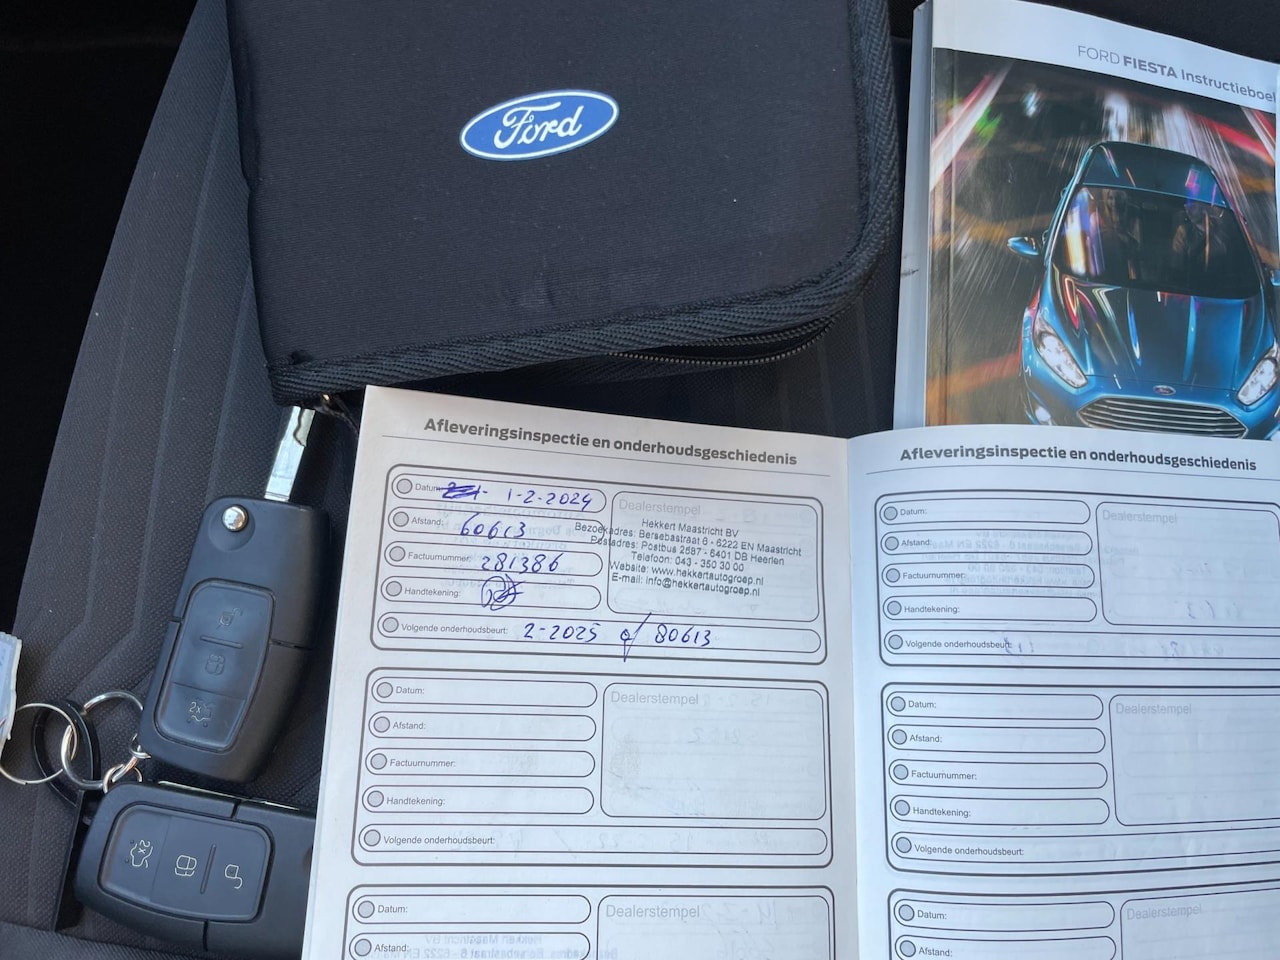 Ford
FORD FIESTA Instructieboek
Afleveringsinspectie en onderhoudsgeschiedenis
Datum: 1-2-2024
Afstand: 60613
Factuurnummer: 281386
Handtekening:
Volgende onderhoudsbeurt: 2-2025 of 80613
Dealerstempel
Hekkert Maastricht BV
Bezoekadres: Bersebastraat 6 - 6222 EN Maastricht
Postadres: Postbus 2587 - 6401 DB Heerlen
Telefoon: 043 - 350 30 00
Website: www.hekkertautogroep.nl
E-mail: info@hekkertautogroep.nl
Datum:
Afstand:
Factuurnummer:
Handtekening:
Volgende onderhoudsbeurt:
Dealerstempel
Datum:
Afstand:
Dealerstempel
Afleveringsinspectie en onderhoudsgeschiedenis
Datum:
Afstand:
Factuurnummer:
Handtekening:
Volgende onderhoudsbeurt:
Dealerstempel
Datum:
Afstand:
Factuurnummer:
Handtekening:
Volgende onderhoudsbeurt:
Dealerstempel
Datum:
Afstand:
Dealerstempel
2x
2x